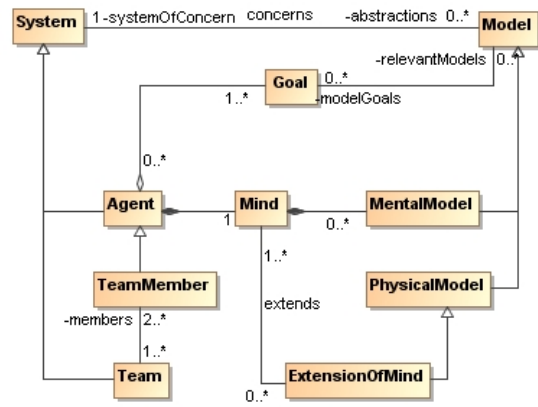 System 1 -systemOfConcern concerns -abstractions 0..* Model
-relevantModels 0..*
Goal 0..*
1..* -modelGoals
0..*
Agent Mind MentalModel
1 0..*
1..*
TeamMember PhysicalModel
extends
-members 2..*
1..*
Team ExtensionOfMind
0..*